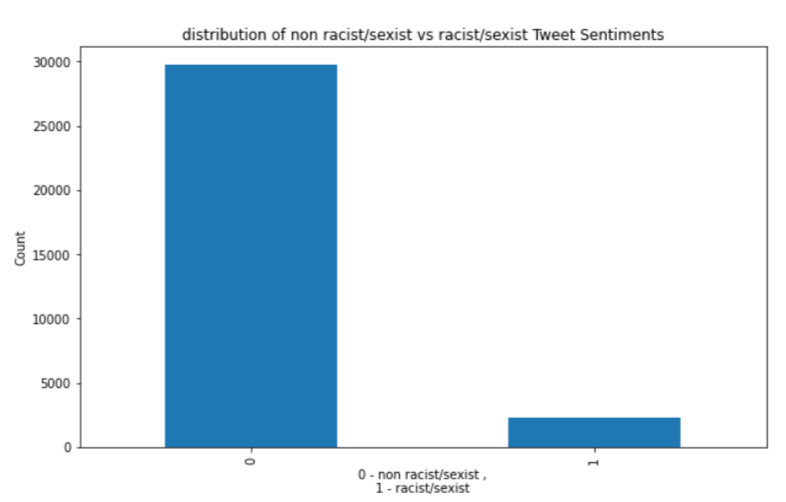 distribution of non racist/sexist vs racist/sexist Tweet Sentiments
30000
25000
20000
15000
10000
5000
0
Count
0
1
0 - non racist/sexist ,
1 - racist/sexist